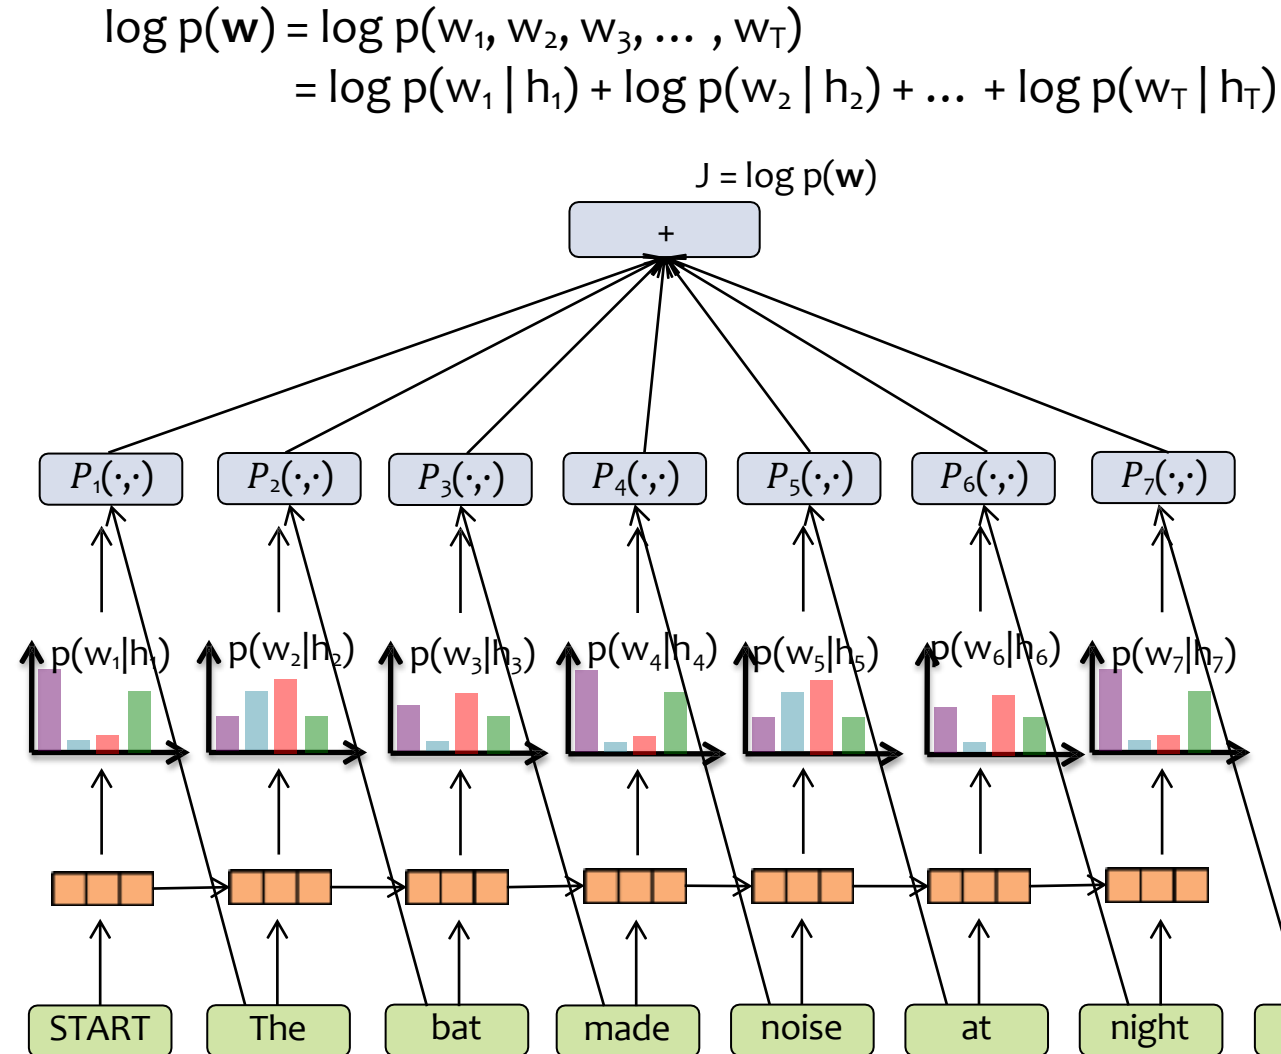 log p(w) = log p(w₁, w₂, w₃, … , w_T)
= log p(w₁ | h₁) + log p(w₂ | h₂) + … + log p(w_T | h_T)
J = log p(w)
+
P₁(·,·) P₂(·,·) P₃(·,·) P₄(·,·) P₅(·,·) P₆(·,·) P₇(·,·)
p(w₁|h₁) p(w₂|h₂) p(w₃|h₃) p(w₄|h₄) p(w₅|h₅) p(w₆|h₆) p(w₇|h₇)
START The bat made noise at night